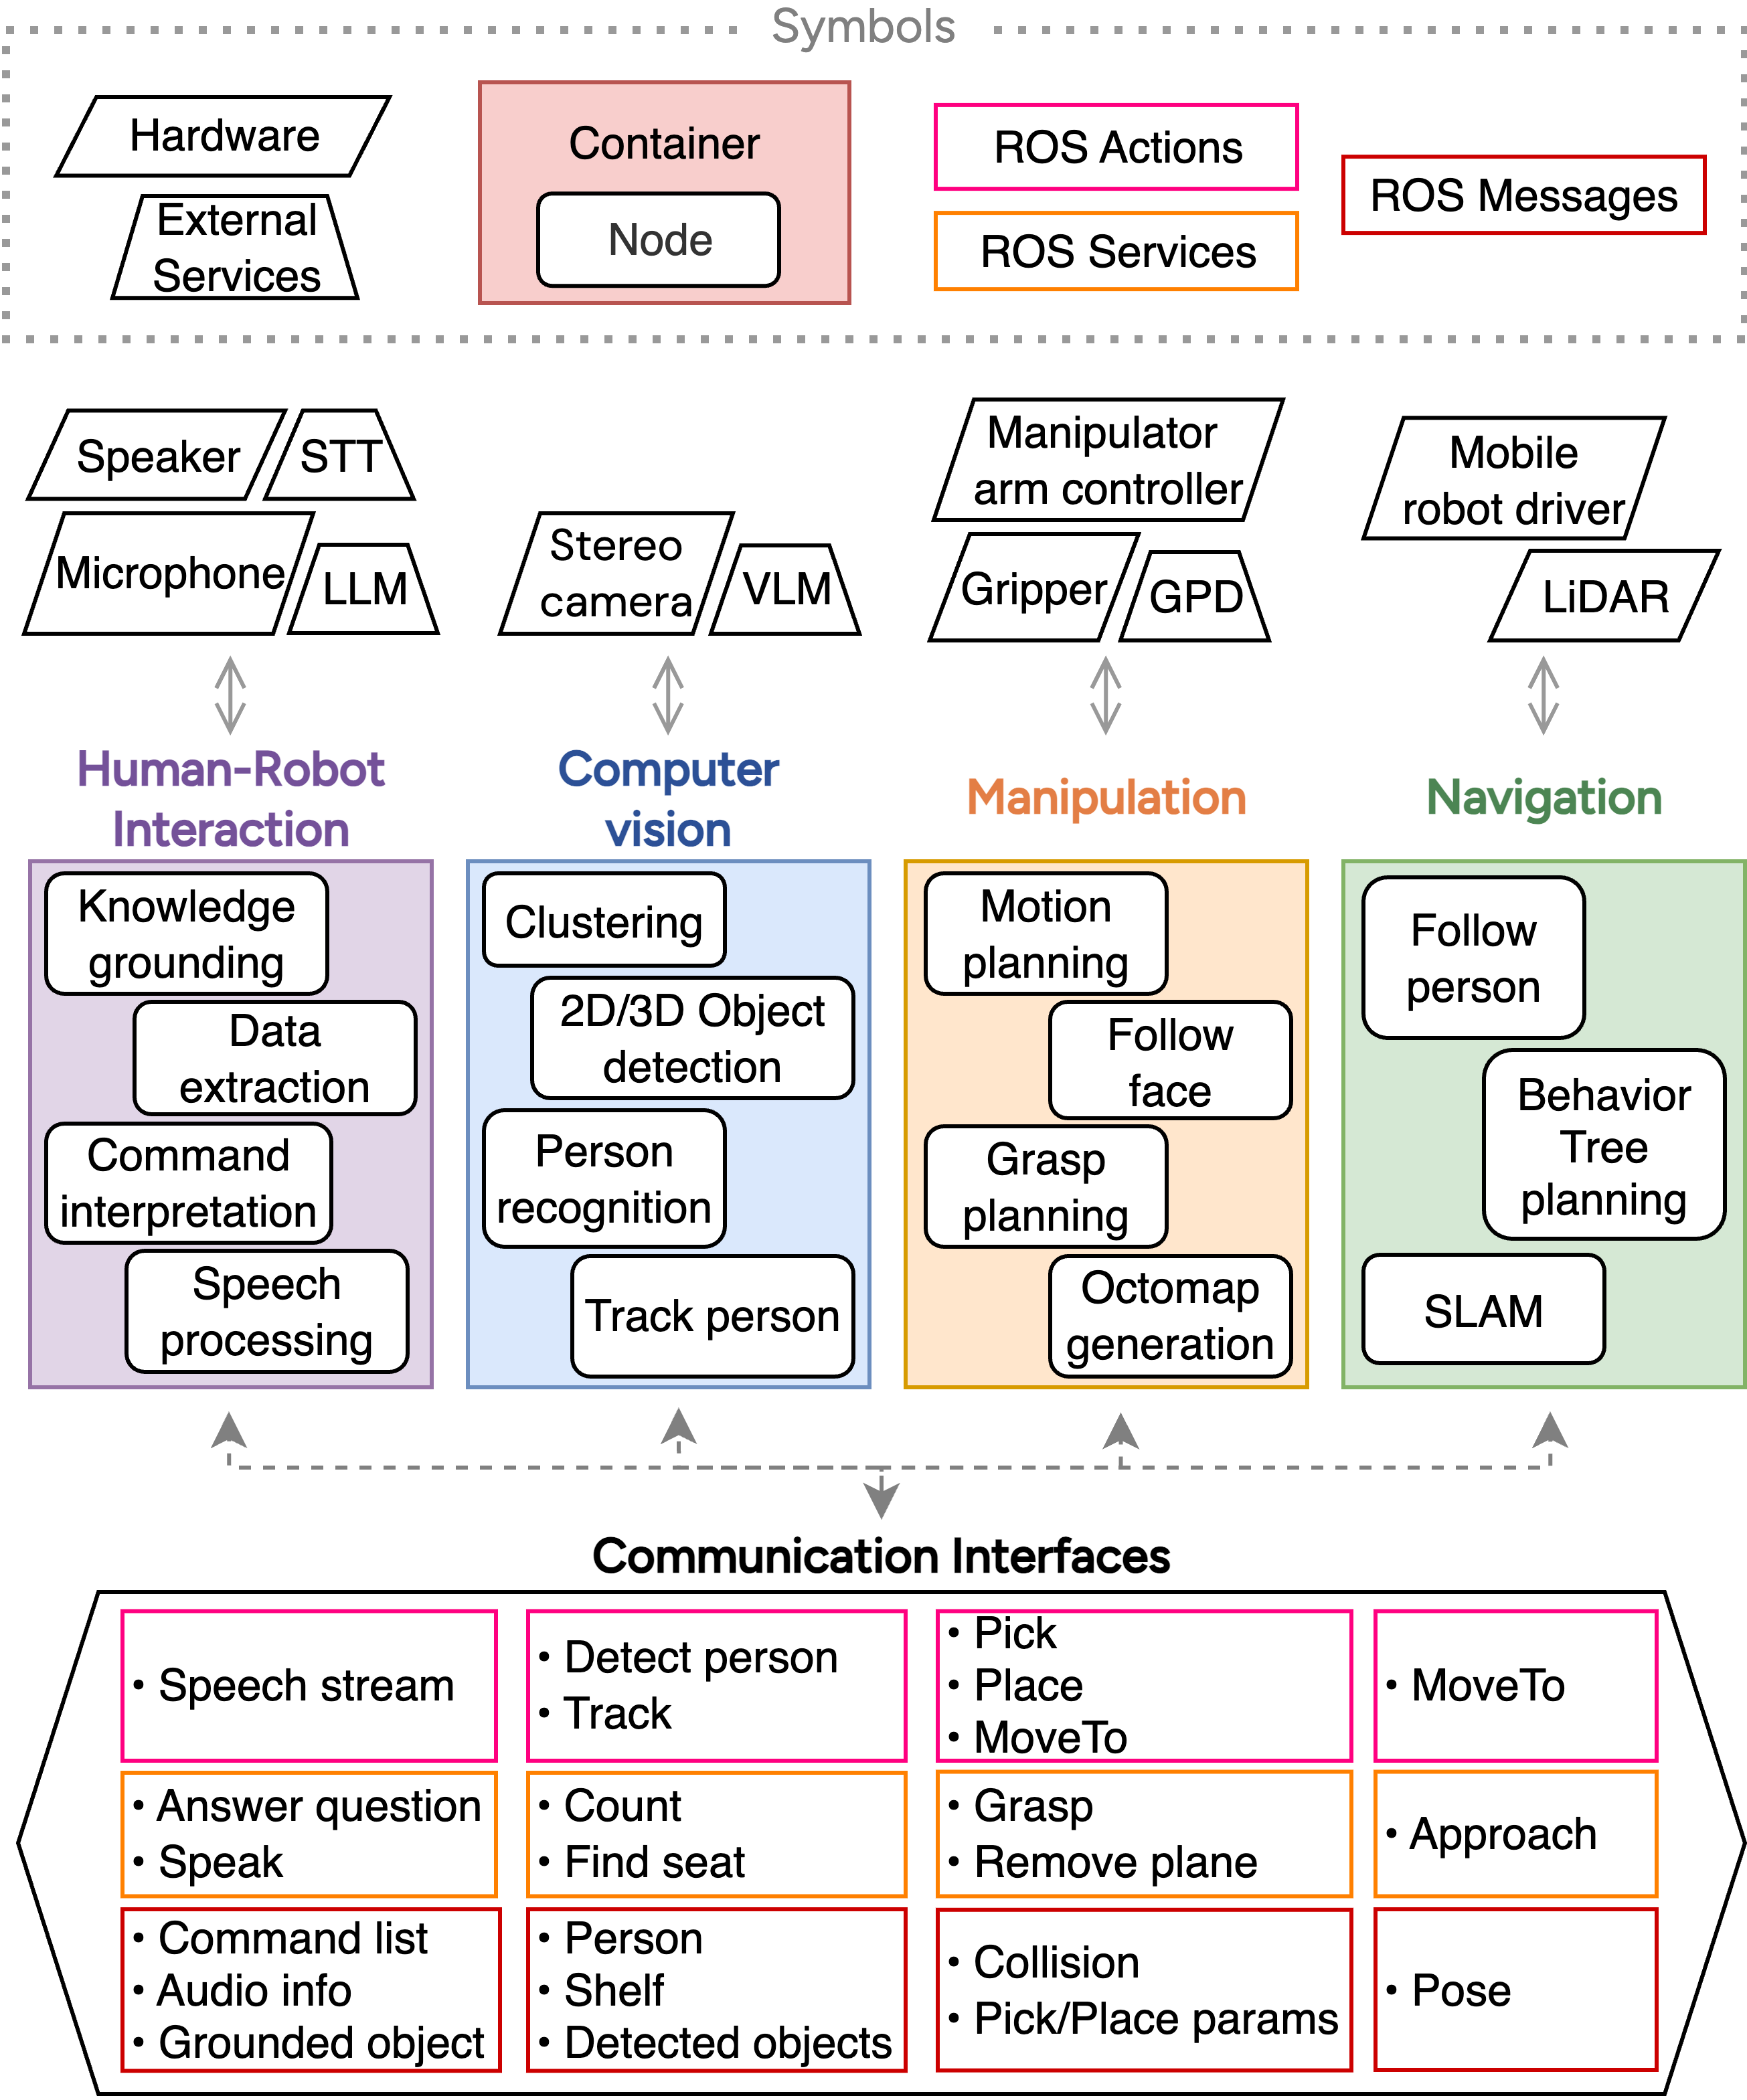 Symbols
Hardware
External
Services
Container
Node
ROS Actions
ROS Services
ROS Messages
Speaker
STT
Microphone
LLM
Stereo
camera
VLM
Manipulator
arm controller
Gripper
GPD
Mobile
robot driver
LiDAR
Human-Robot
Interaction
Computer
vision
Manipulation
Navigation
Knowledge
grounding
Data
extraction
Command
interpretation
Speech
processing
Clustering
2D/3D Object
detection
Person
recognition
Track person
Motion
planning
Follow
face
Grasp
planning
Octomap
generation
Follow
person
Behavior
Tree
planning
SLAM
Communication Interfaces
• Speech stream
• Detect person
• Track
• Pick
• Place
• MoveTo
• MoveTo
• Answer question
• Speak
• Count
• Find seat
• Grasp
• Remove plane
• Approach
• Command list
• Audio info
• Grounded object
• Person
• Shelf
• Detected objects
• Collision
• Pick/Place params
• Pose